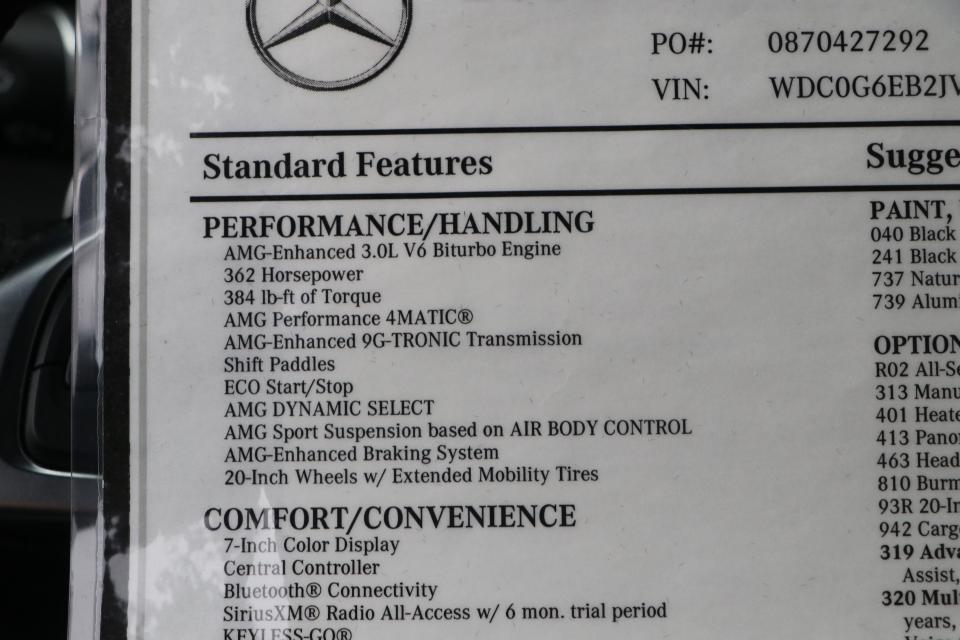 PO#: 0870427292
VIN: WDC0G6EB2JV
Standard Features
PERFORMANCE/HANDLING
AMG-Enhanced 3.0L V6 Biturbo Engine
362 Horsepower
384 lb-ft of Torque
AMG Performance 4MATIC®
AMG-Enhanced 9G-TRONIC Transmission
Shift Paddles
ECO Start/Stop
AMG DYNAMIC SELECT
AMG Sport Suspension based on AIR BODY CONTROL
AMG-Enhanced Braking System
20-Inch Wheels w/ Extended Mobility Tires
COMFORT/CONVENIENCE
7-Inch Color Display
Central Controller
Bluetooth® Connectivity
SiriusXM® Radio All-Access w/ 6 mon. trial period
KEYLESS-GO®
Sugge
PAINT,
040 Black
241 Black
737 Natur
739 Alumi
OPTION
R02 All-Se
313 Manu
401 Heate
413 Pano
463 Head
810 Burm
93R 20-In
942 Carg
319 Adva
Assist,
320 Mul
years,